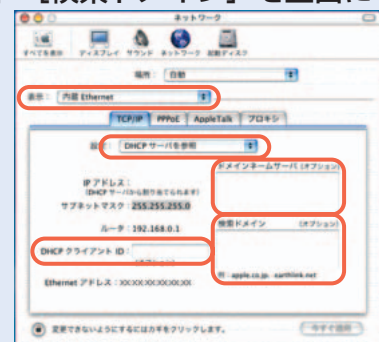 ネットワーク
すべてを表示 ディスプレイ サウンド ネットワーク 起動ディスク
場所： 自動
表示： 内蔵 Ethernet
TCP/IP PPPoE AppleTalk プロキシ
設定： DHCP サーバを参照
ドメインネームサーバ (オプション)
IP アドレス：
(DHCP サーバから割り当てられます)
サブネットマスク：255.255.255.0
ルータ：192.168.0.1
検索ドメイン (オプション)
DHCP クライアント ID：
(オプション)
例：apple.co.jp, earthlink.net
Ethernet アドレス：XX:XX:XX:XX:XX:XX
変更できないようにするにはカギをクリックします。
今すぐ適用